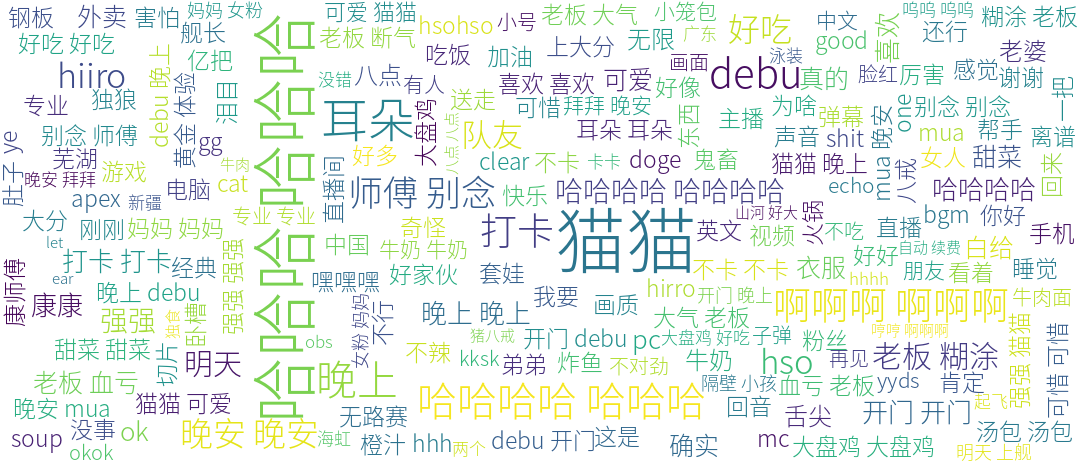 钢板
外卖
害怕
妈妈 女粉
可爱 猫猫
hsohso
小号
老板 大气
小笼包
广东
中文
呜呜 呜呜
糊涂 老板
好吃 好吃
舰长
老板 断气
吃饭
加油
上大分
无限
画面
好吃
泳装
good
还行
喜欢
老婆
hiiro
亿把
没错
八点
有人
喜欢 喜欢
可爱
好像
debu
真的
脸红
厉害
感觉
谢谢
一把
专业
独狼
泪目
黄金 体验
debu 晚上
哈哈哈哈 哈哈哈哈
耳朵
大盘鸡
送走
可惜
拜拜 晚安
东西
主播
为啥
弹幕
one
别念 别念
别念 师傅
gg
队友
八点 八点
耳朵 耳朵
声音
shit
mua 晚安
mua
帮手
离谱
肚子 ye
芜湖
好多
clear
不卡
卡卡
doge
鬼畜
猫猫 晚上
女人
甜菜
回来
晚安 拜拜
游戏
电脑
牛肉
cat
直播间
师傅 别念
快乐
哈哈哈哈 哈哈哈哈
echo
八戒
哈哈哈哈
apex
新疆
大分
刚刚
妈妈 妈妈
专业 专业
奇怪
打卡
猫猫
英文
山河 好大
视频
火锅
不吃
直播
bgm
你好
手机
let
ear
中国
牛奶 牛奶
打卡 打卡
经典
强强 强强
嘿嘿嘿
好家伙
套娃
不卡 不卡
衣服
好好
自动 续费
白给
朋友
看着
睡觉
康师傅
康康
晚上 debu
不行
晚上 晚上
我要
画质
hirro
开门 晚上
hhhh
啊啊啊 啊啊啊
牛肉面
强强
卧槽
独食
女粉 妈妈
猪八戒
开门 debu
pc
大气 老板
大盘鸡 好吃
子弹
粉丝
哼哼 啊啊啊
强强 猫猫
可惜 可惜
甜菜 甜菜
切片
明天
obs
不辣
kksk
弟弟
炸鱼
不对劲
牛奶
hso
再见
老板 糊涂
老板 血亏
晚上
隔壁 小孩
血亏 老板
yyds
肯定
起飞
晚安 mua
猫猫 可爱
无路赛
哈哈哈哈 哈哈哈
回音
舌尖
开门 开门
汤包 汤包
soup
没事
ok
okok
晚安 晚安
海虹
橙汁
hhh
两个
debu 开门
这是
确实
mc
大盘鸡 大盘鸡
明天 上舰